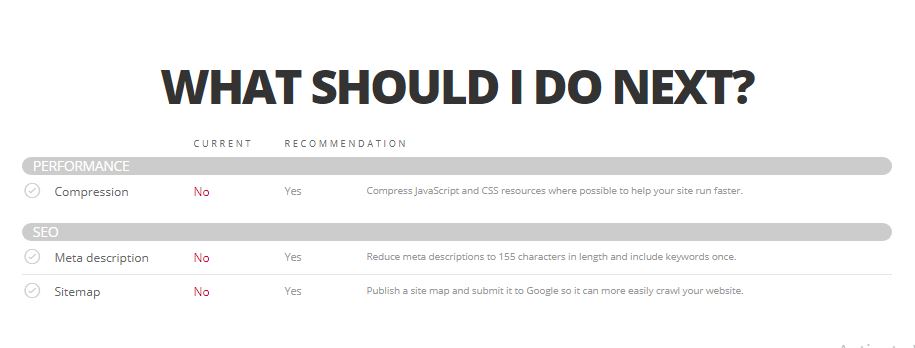 WHAT SHOULD I DO NEXT?
CURRENT RECOMMENDATION
PERFORMANCE
Compression No Yes Compress JavaScript and CSS resources where possible to help your site run faster.
SEO
Meta description No Yes Reduce meta descriptions to 155 characters in length and include keywords once.
Sitemap No Yes Publish a site map and submit it to Google so it can more easily crawl your website.